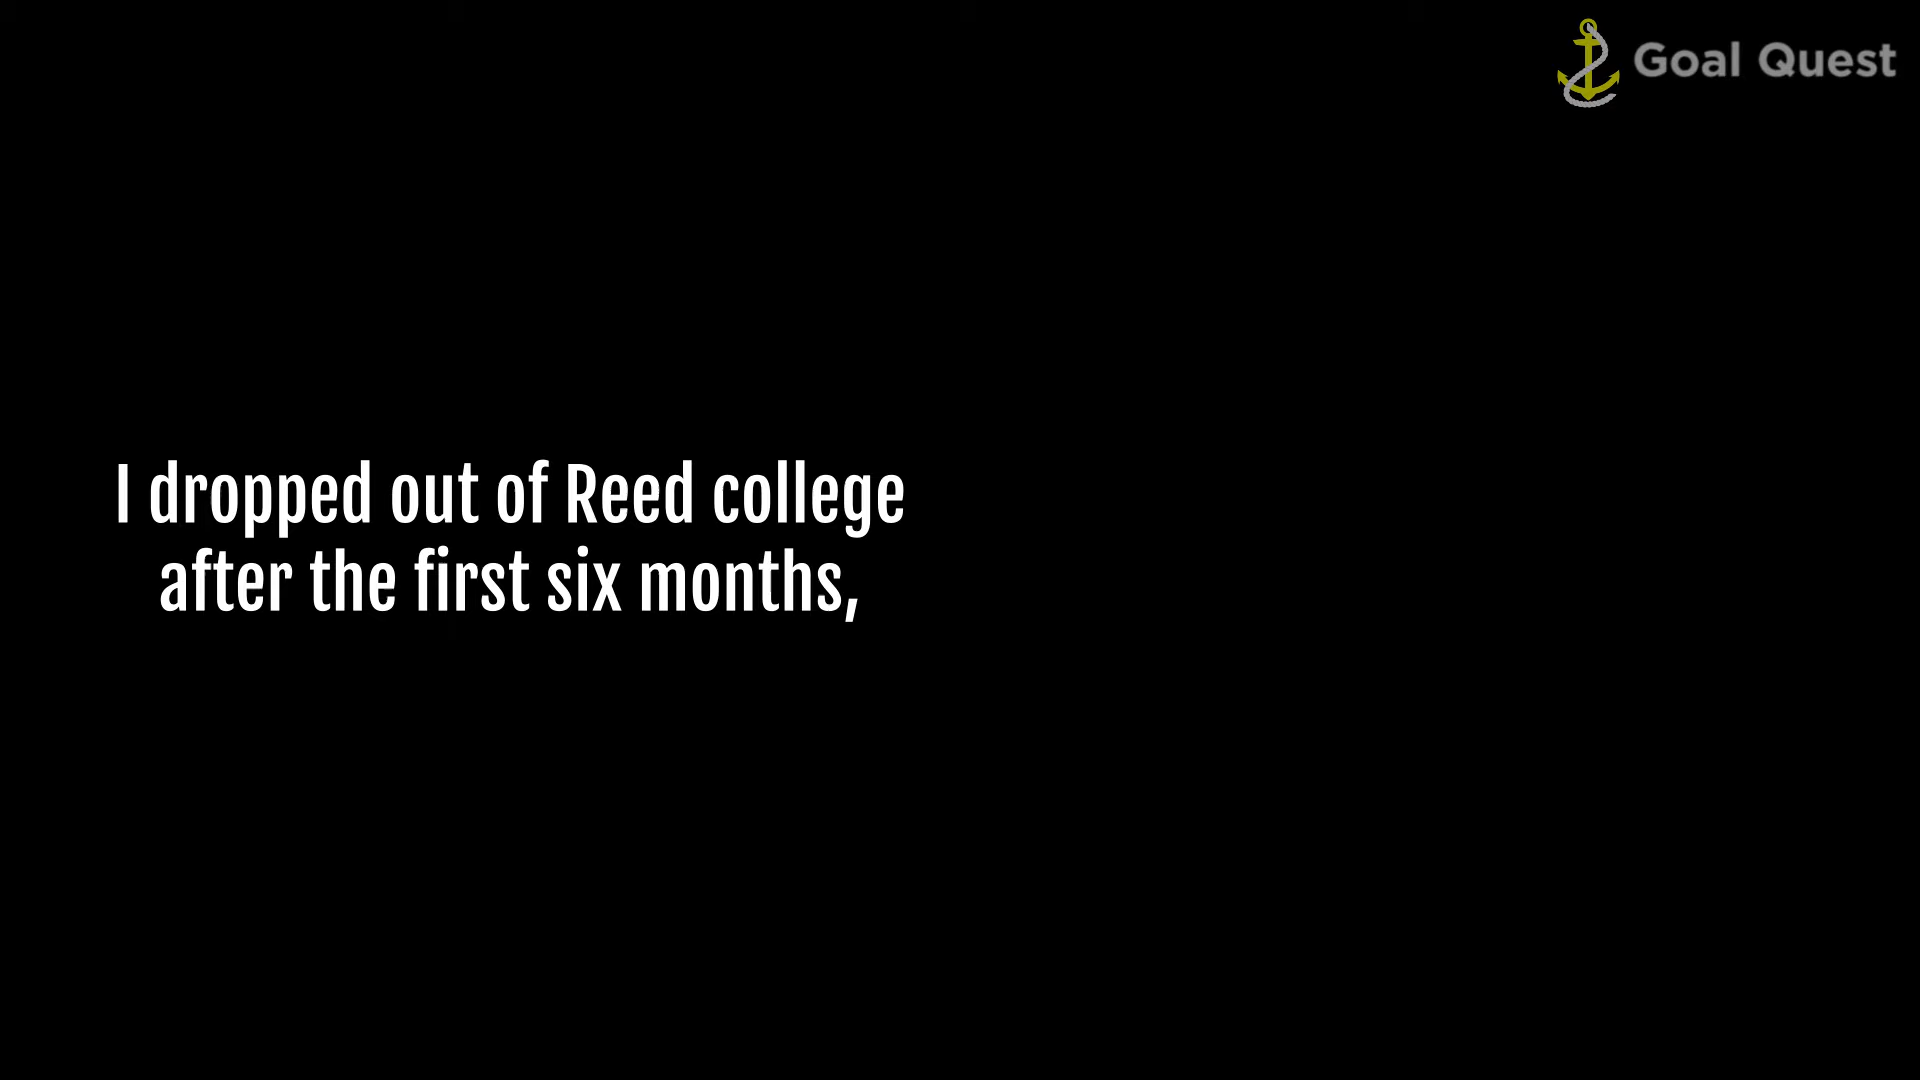 Goal Quest
I dropped out of Reed college
after the first six months,